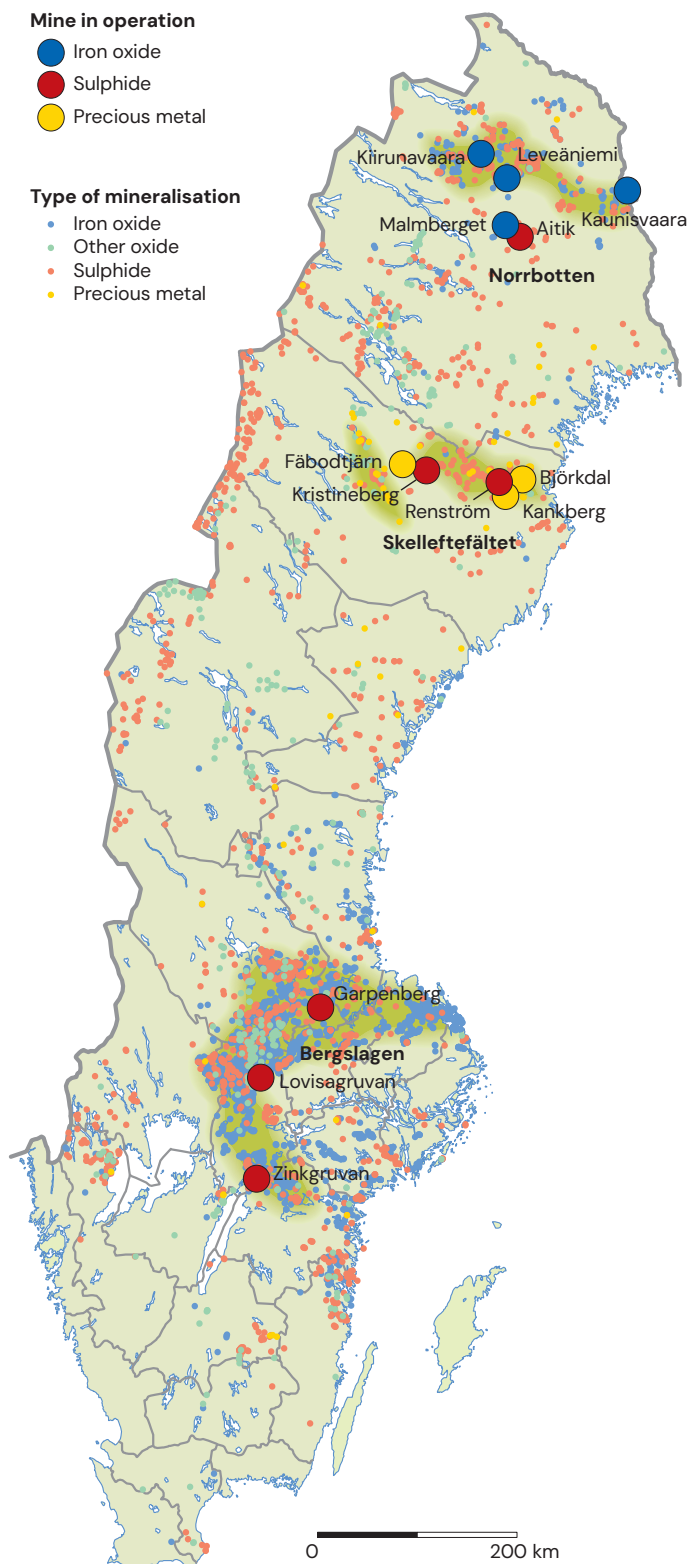 Mine in operation
Iron oxide
Sulphide
Precious metal
Type of mineralisation
Iron oxide
Other oxide
Sulphide
Precious metal
Kiirunavaara
Leveäniemi
Kaunisvaara
Malmberget
Aitik
Norrbotten
Fäbodtjärn
Kristineberg
Björkdal
Renström
Kankberg
Skelleftefältet
Garpenberg
Bergslagen
Lovisagruvan
Zinkgruvan
0
200 km